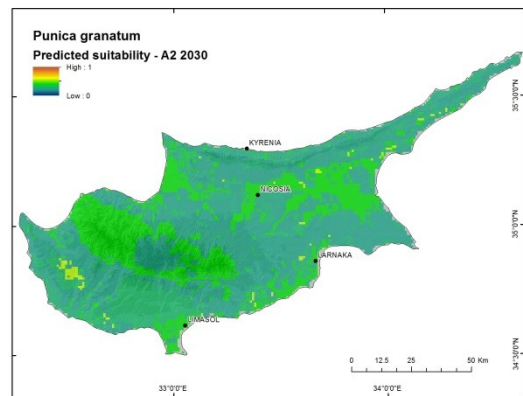 Punica granatum
Predicted suitability - A2 2030
High : 1
Low : 0
KYRENIA
NICOSIA
LARNAKA
LIMASOL
35°30'0"N
35°0'0"N
34°30'0"N
0 12.5 25 50 Km
33°0'0"E
34°0'0"E